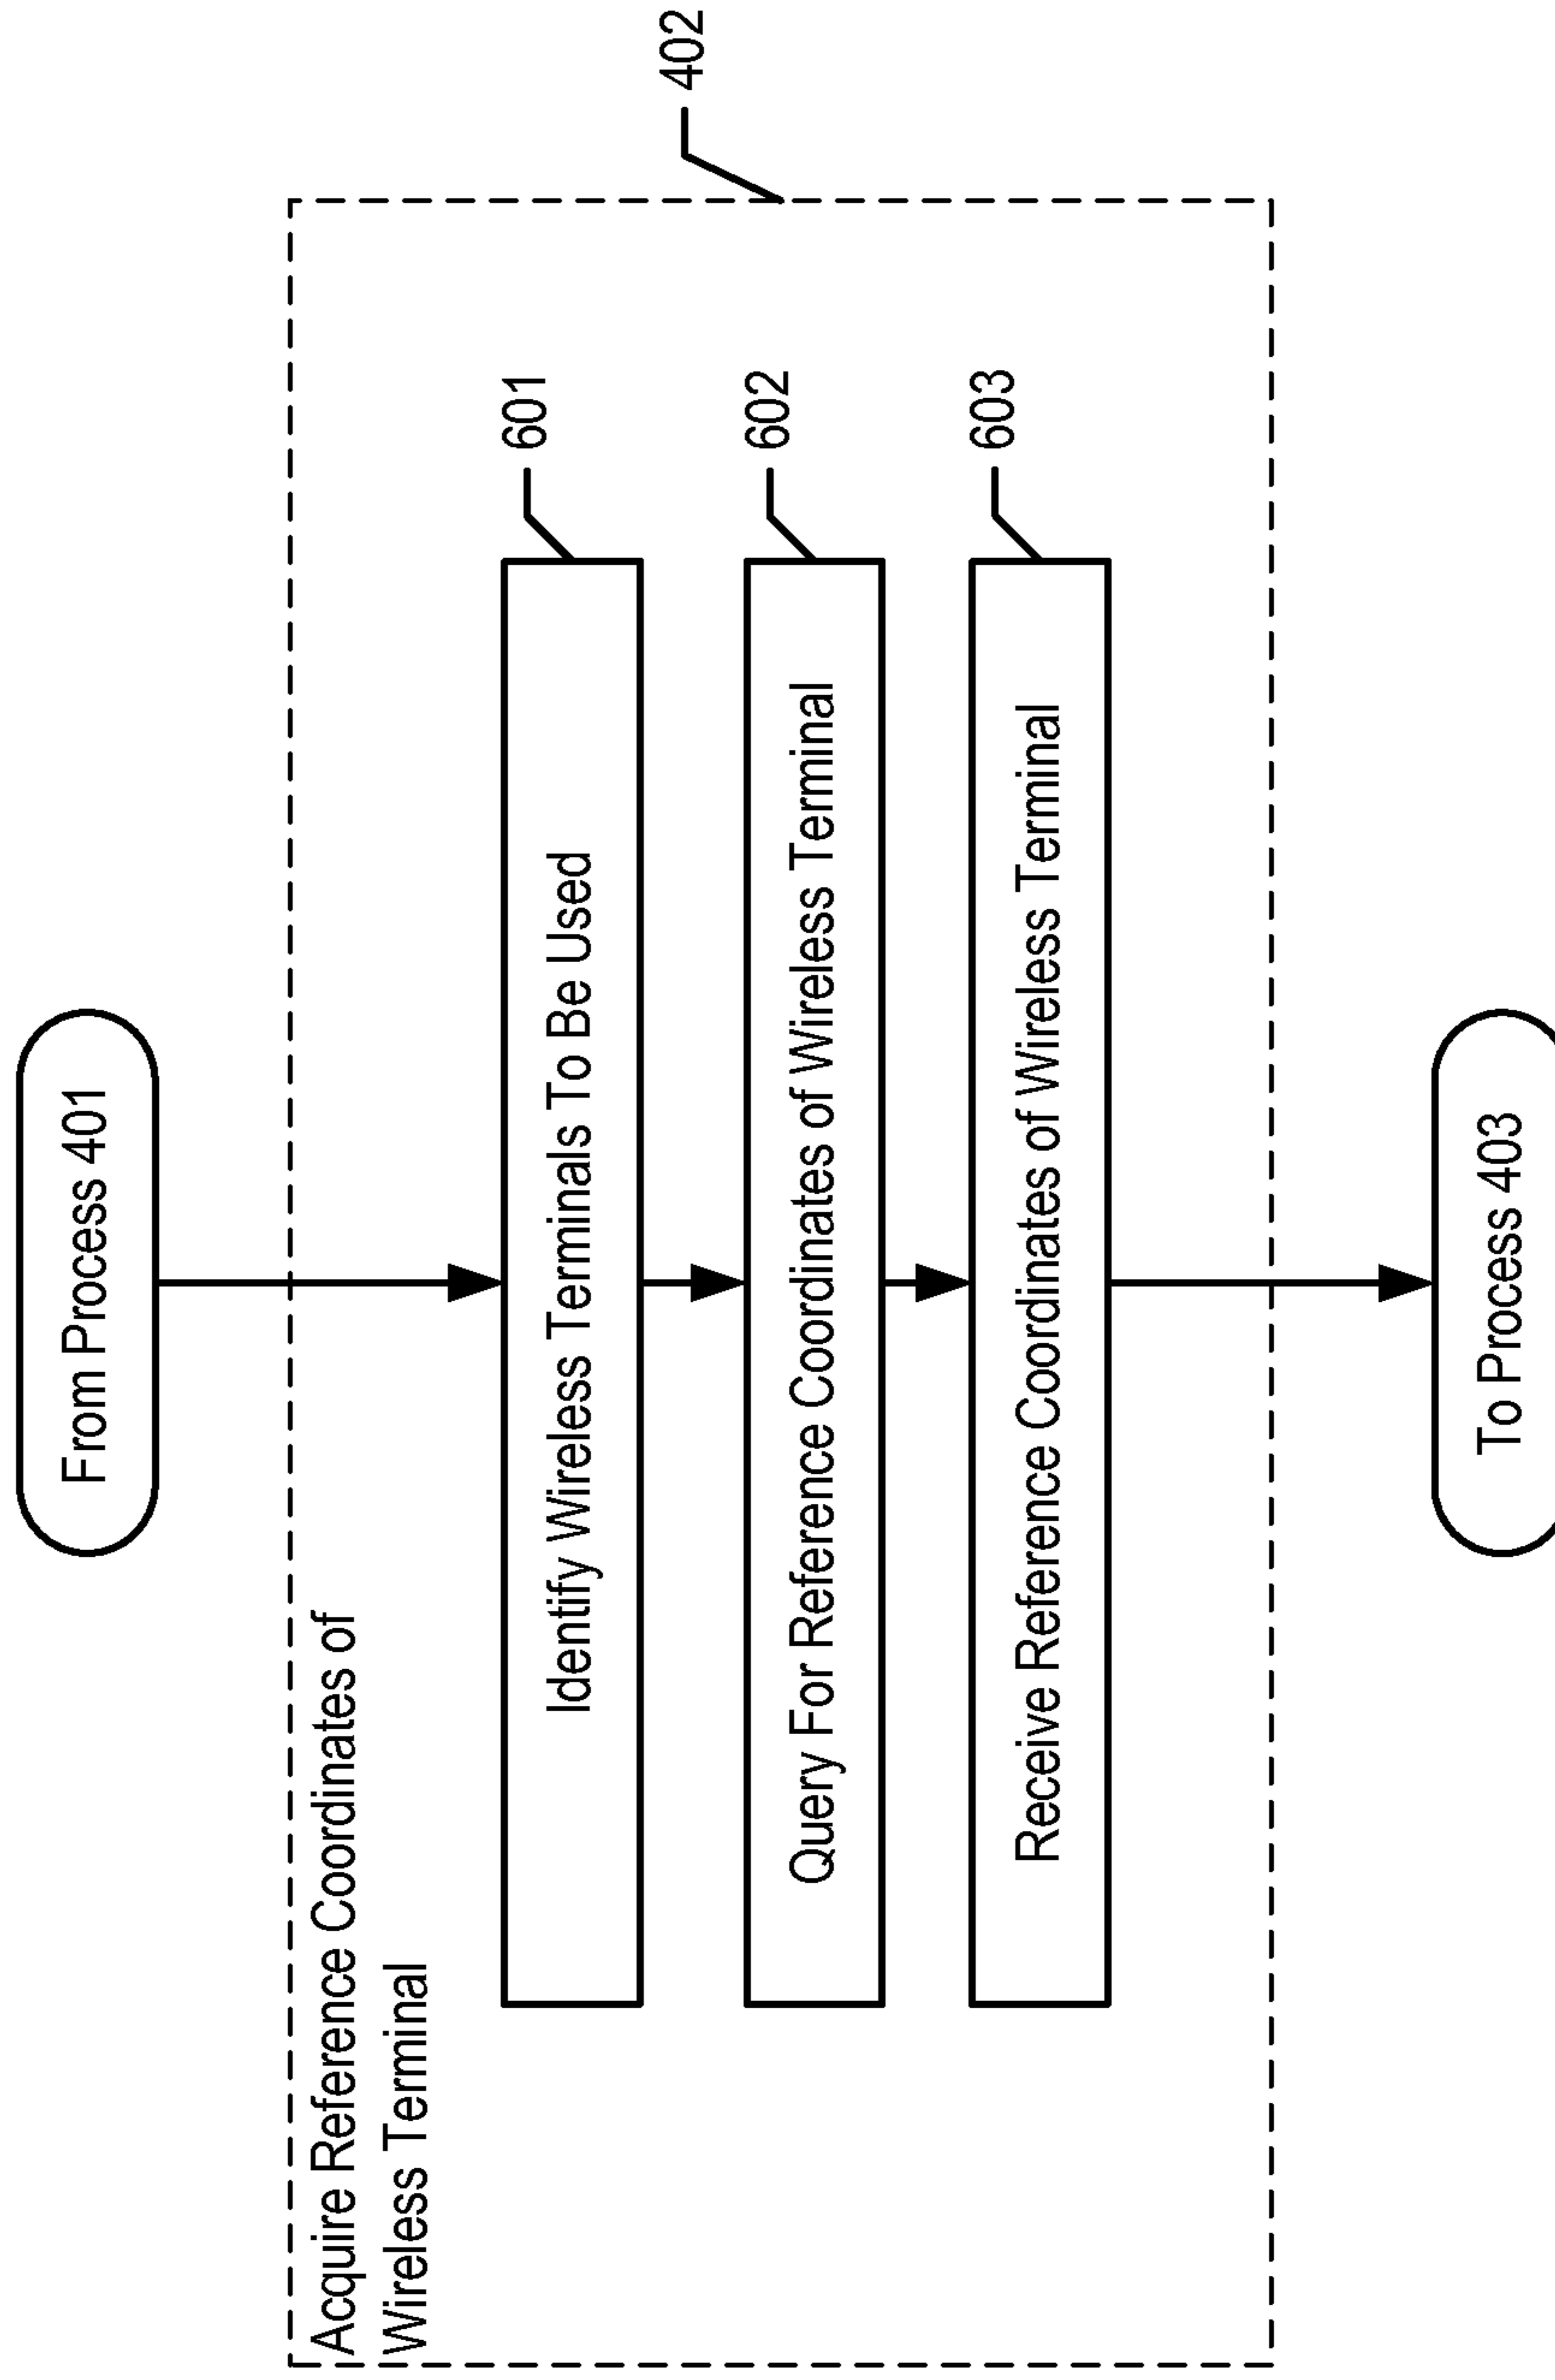 From Process 401
402
Acquire Reference Coordinates of
Wireless Terminal
601
Identify Wireless Terminals To Be Used
602
Query For Reference Coordinates of Wireless Terminal
603
Receive Reference Coordinates of Wireless Terminal
To Process 403